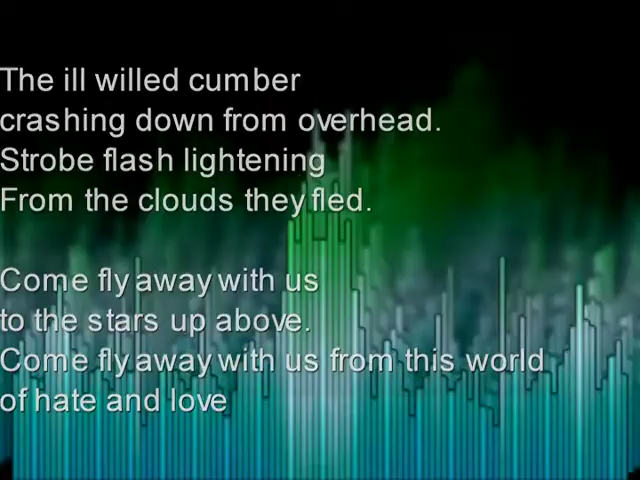 The ill willed cumber
crashing down from overhead.
Strobe flash lightening
From the clouds they fled.
Come fly away with us
to the stars up above.
Come fly away with us from this world
of hate and love